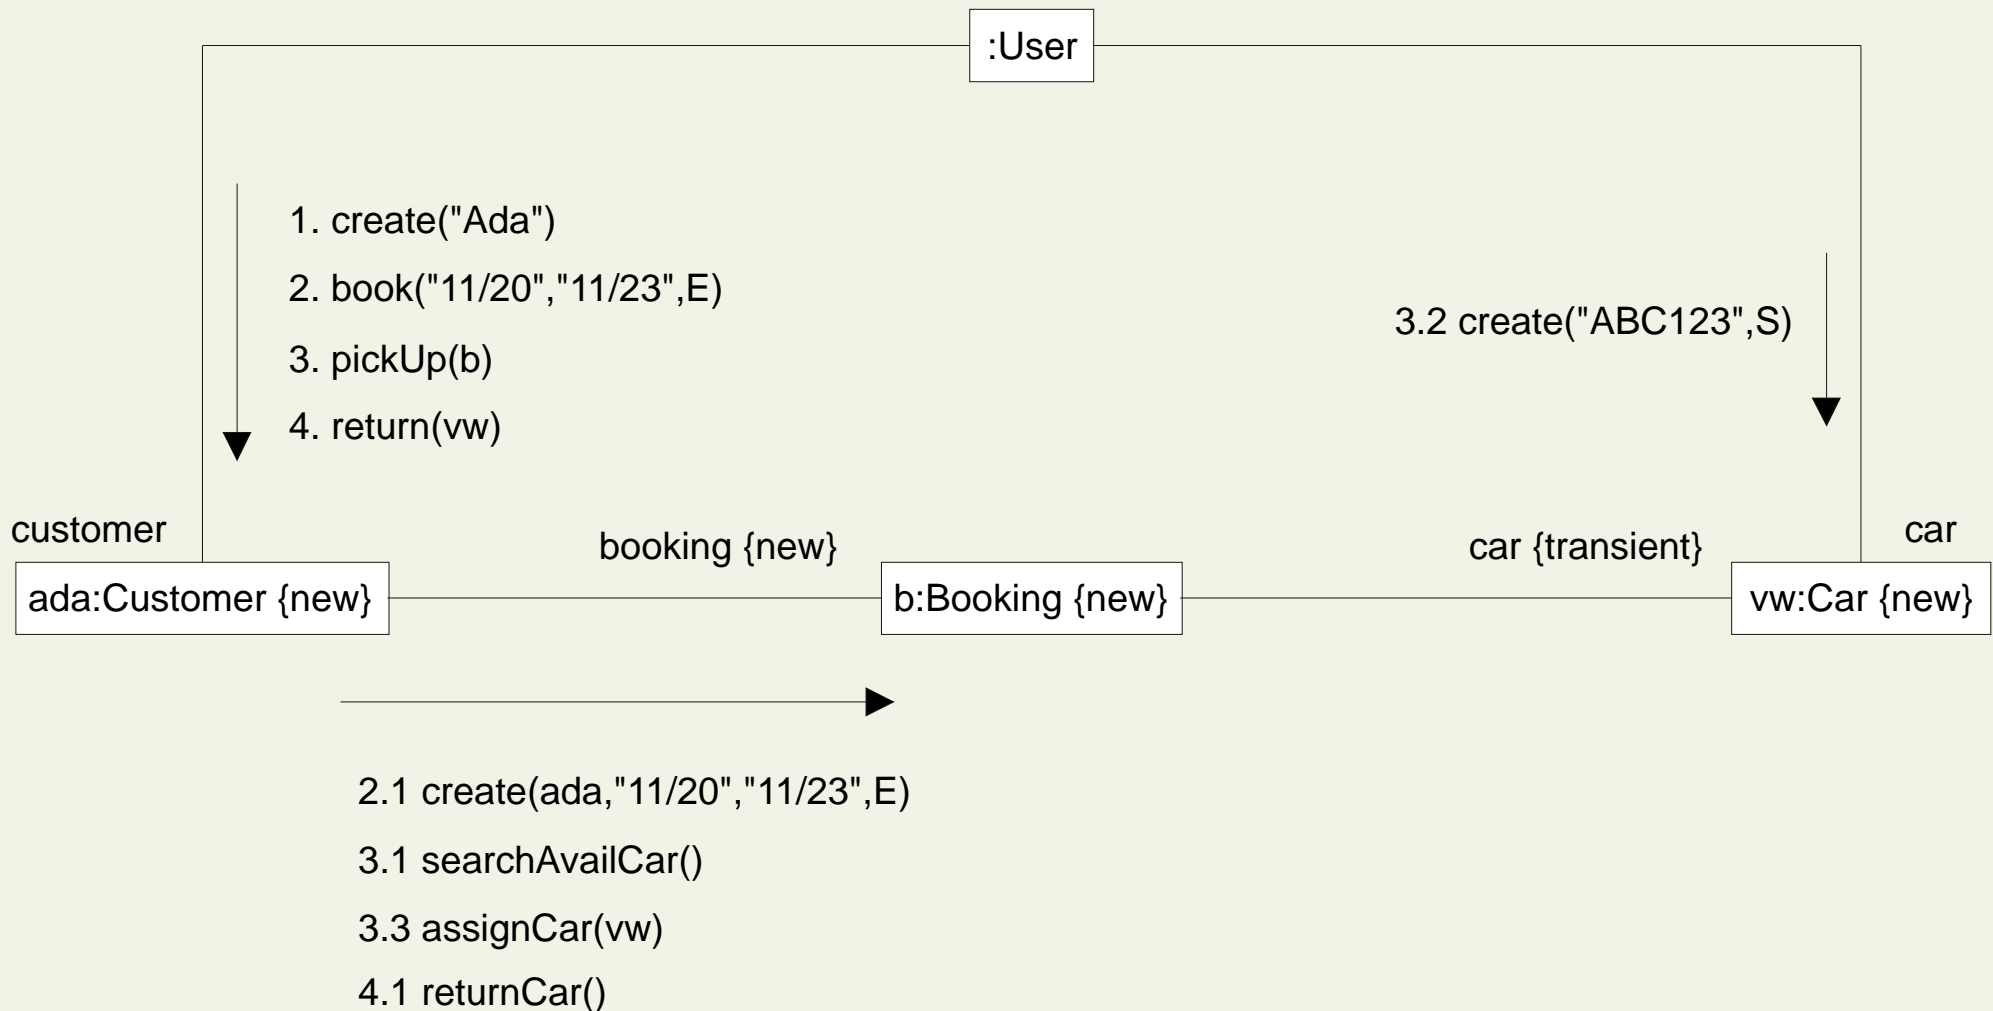 :User
1. create("Ada")
2. book("11/20","11/23",E)
3. pickUp(b)
4. return(vw)
3.2 create("ABC123",S)
customer
booking {new}
car {transient}
car
ada:Customer {new}
b:Booking {new}
vw:Car {new}
2.1 create(ada,"11/20","11/23",E)
3.1 searchAvailCar()
3.3 assignCar(vw)
4.1 returnCar()